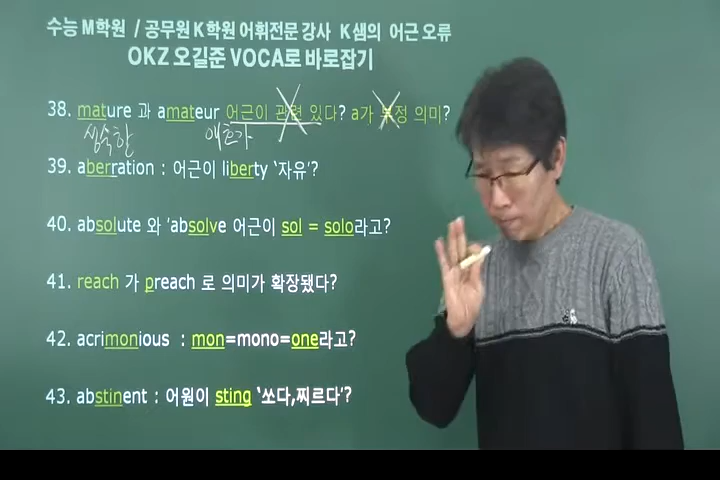 수능 M학원 / 공무원 K학원 어휘전문 강사 K쌤의 어근 오류
OKZ 오길준 VOCA로 바로잡기
38. mature 과 amateur 어근이 관련 있다? a가 부정 의미?
성숙한 애호가
39. aberration : 어근이 liberty ‘자유’?
40. absolute 와 'absolve 어근이 sol = solo라고?
41. reach 가 preach 로 의미가 확장됐다?
42. acrimonious : mon=mono=one라고?
43. abstinent : 어원이 sting ‘쏘다,찌르다’?